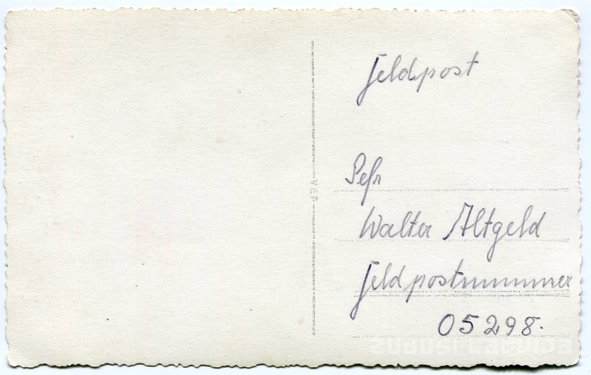 Feldpost
Gefr
Walter Altgeld
Feldpostnummer
05298.